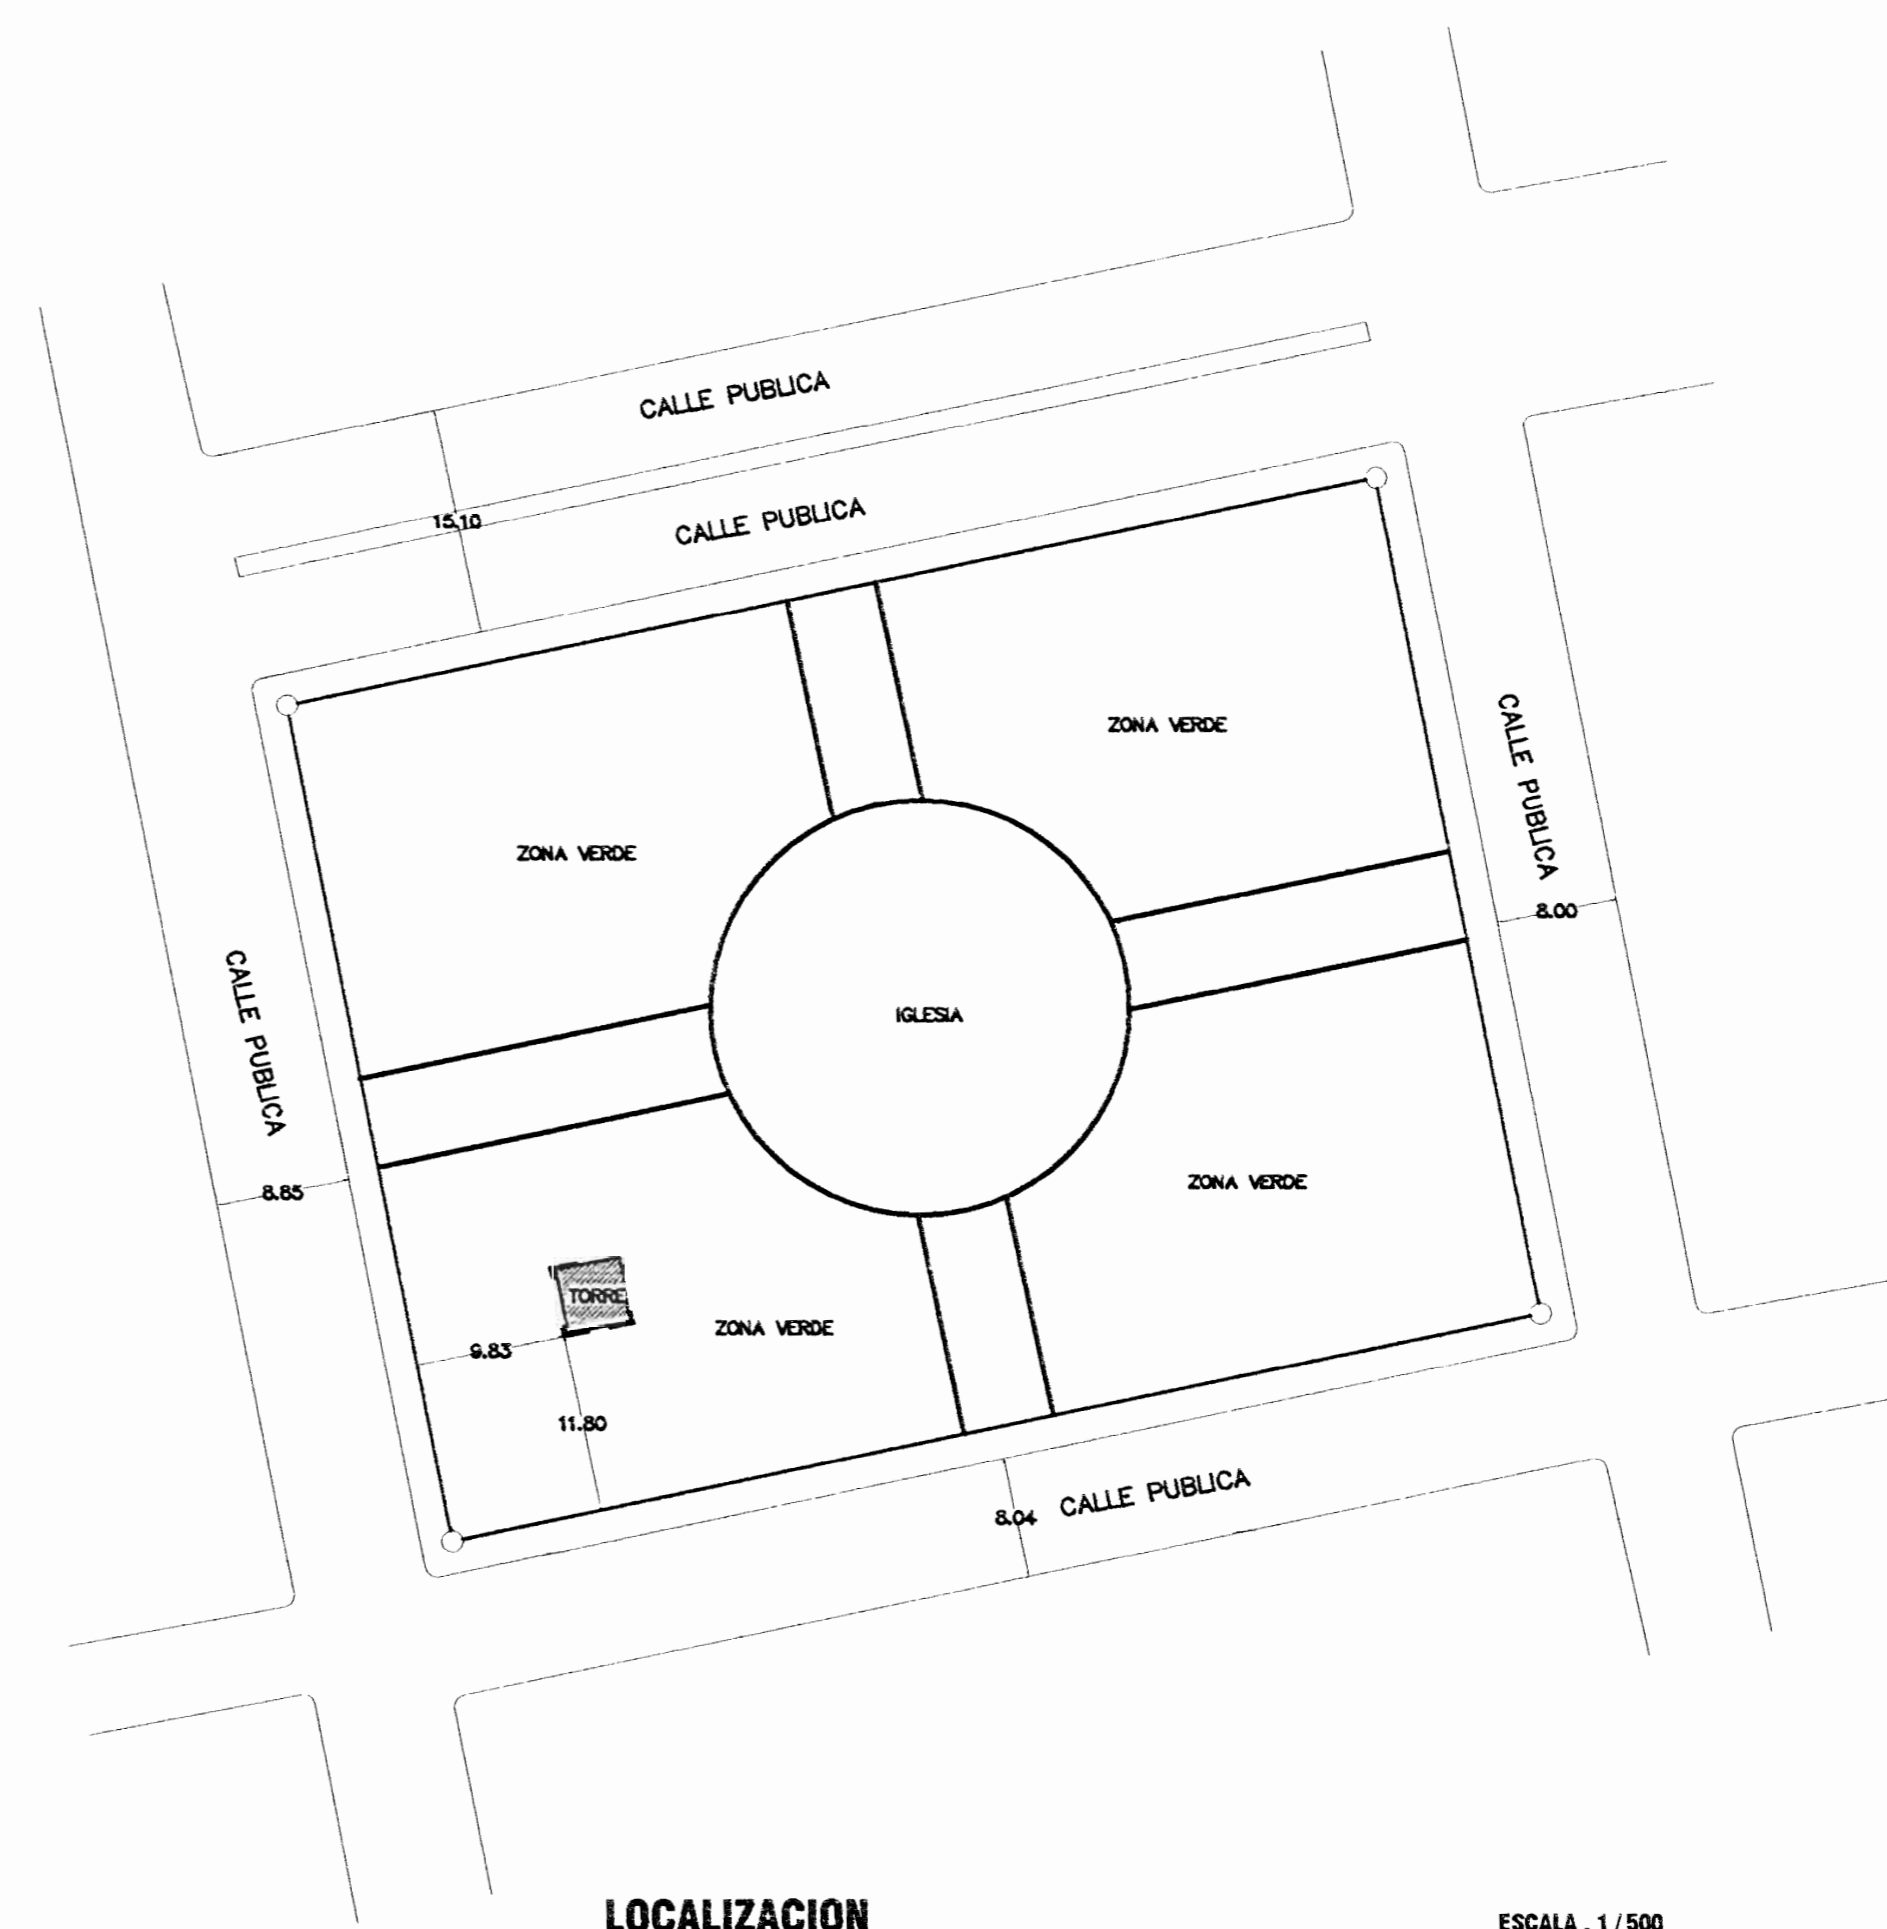 CALLE PUBLICA
15.10
CALLE PUBLICA
CALLE PUBLICA
ZONA VERDE
ZONA VERDE
8.00
CALLE PUBLICA
IGLESIA
8.85
ZONA VERDE
TORRE
ZONA VERDE
9.83
11.80
8.04
CALLE PUBLICA
LOCALIZACION
ESCALA . 1 / 500